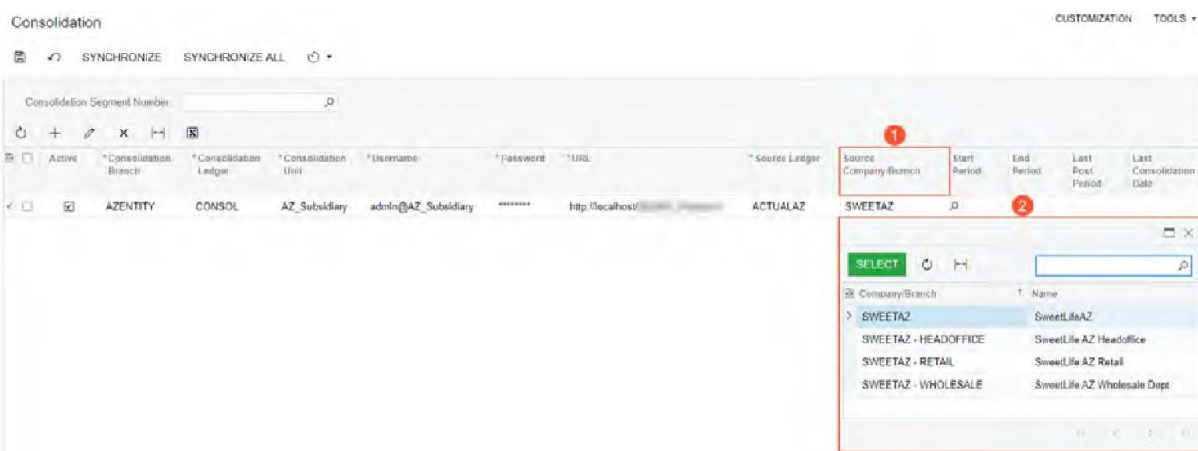 Consolidation
CUSTOMIZATION TOOLS
SYNCHRONIZE SYNCHRONIZE ALL
Consolidation Segment Number:
1
Active *Consolidation Branch *Consolidation Ledger *Consolidation Unit *Username *Password *URL *Source Ledger Source Company/Branch Start Period End Period Last Post Period Last Consolidation Date
AZENTITY CONSOL AZ_Subsidiary admin@AZ_Subsidiary ******** http://localhost/ ACTUALAZ SWEETAZ
2
SELECT
Company/Branch Name
SWEETAZ SweetLifeAZ
SWEETAZ - HEADOFFICE SweetLife AZ Headoffice
SWEETAZ - RETAIL SweetLife AZ Retail
SWEETAZ - WHOLESALE SweetLife AZ Wholesale Dept